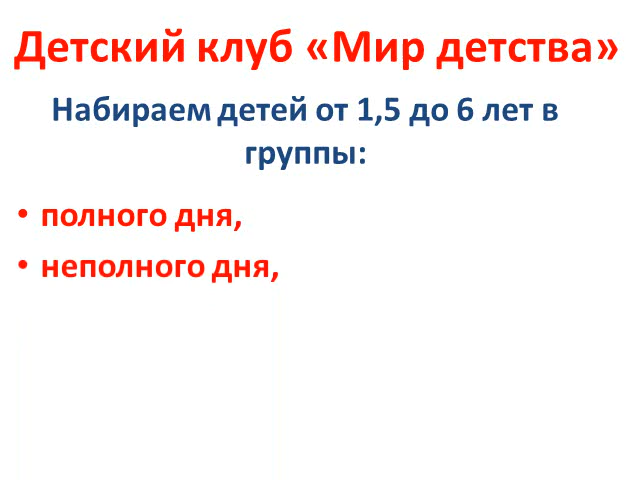 Детский клуб «Мир детства»
Набираем детей от 1,5 до 6 лет в
группы:
• полного дня,
• неполного дня,